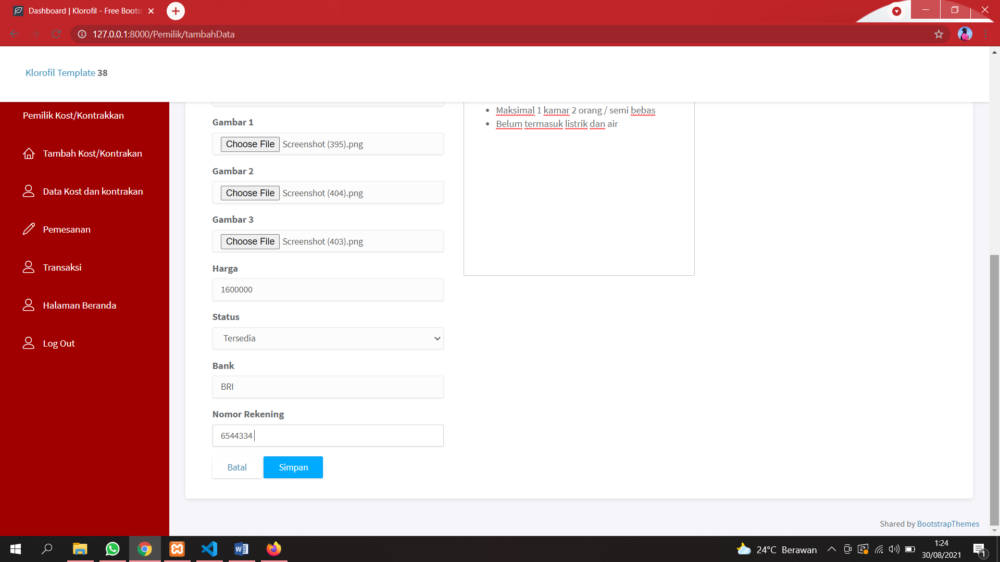 Dashboard | Klorofil - Free Boots
127.0.0.1:8000/Pemilik/tambahData
Klorofil Template 38
Pemilik Kost/Kontrakkan
Tambah Kost/Kontrakan
Data Kost dan kontrakan
Pemesanan
Transaksi
Halaman Beranda
Log Out
Gambar 1
Choose File Screenshot (395).png
Gambar 2
Choose File Screenshot (404).png
Gambar 3
Choose File Screenshot (403).png
Harga
1600000
Status
Tersedia
Bank
BRI
Nomor Rekening
6544334
Batal Simpan
• Maksimal 1 kamar 2 orang / semi bebas
• Belum termasuk listrik dan air
Shared by BootstrapThemes
24°C Berawan
1:24
30/08/2021
1